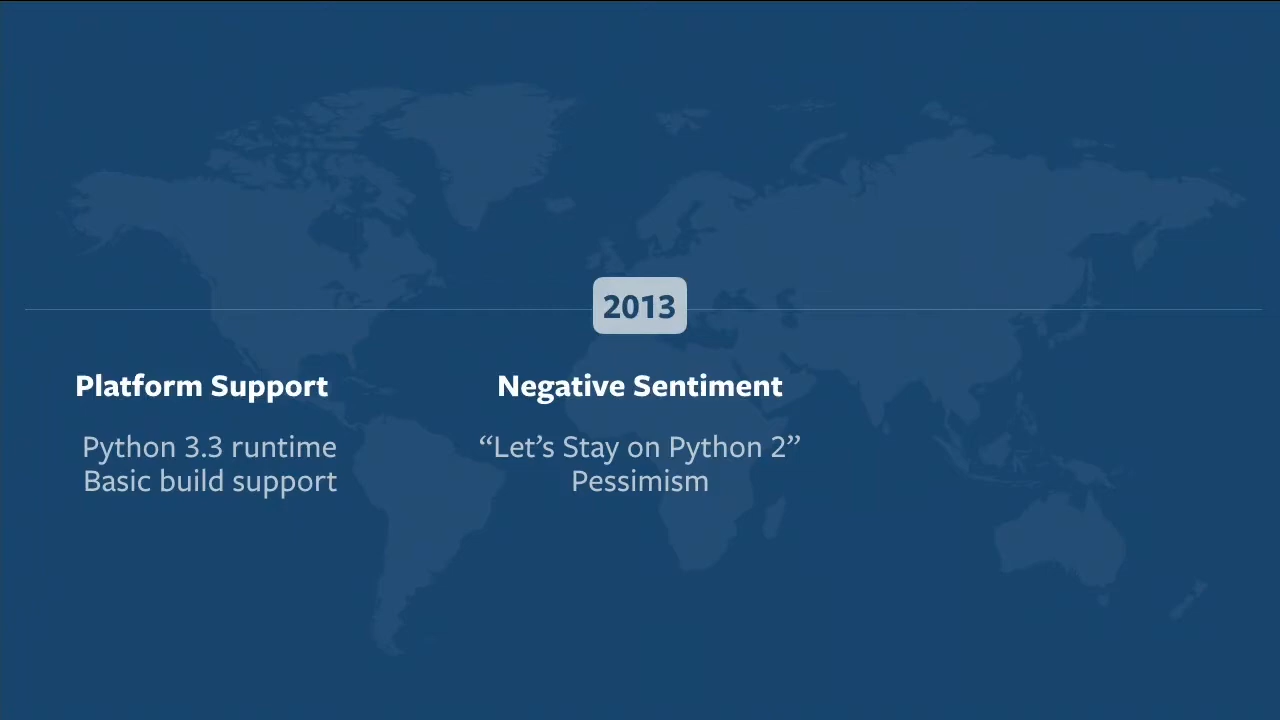 2013
Platform Support
Python 3.3 runtime
Basic build support
Negative Sentiment
“Let’s Stay on Python 2”
Pessimism